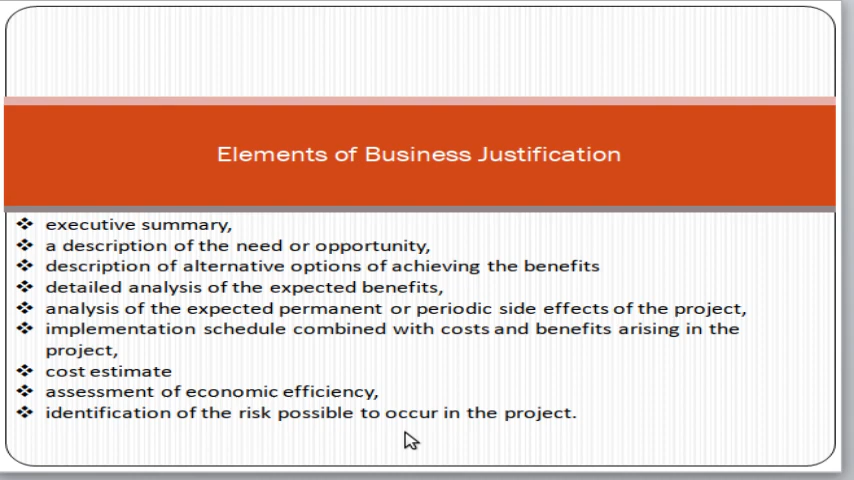 Elements of Business Justification
❖ executive summary,
❖ a description of the need or opportunity,
❖ description of alternative options of achieving the benefits
❖ detailed analysis of the expected benefits,
❖ analysis of the expected permanent or periodic side effects of the project,
❖ implementation schedule combined with costs and benefits arising in the
project,
❖ cost estimate
❖ assessment of economic efficiency,
❖ identification of the risk possible to occur in the project.